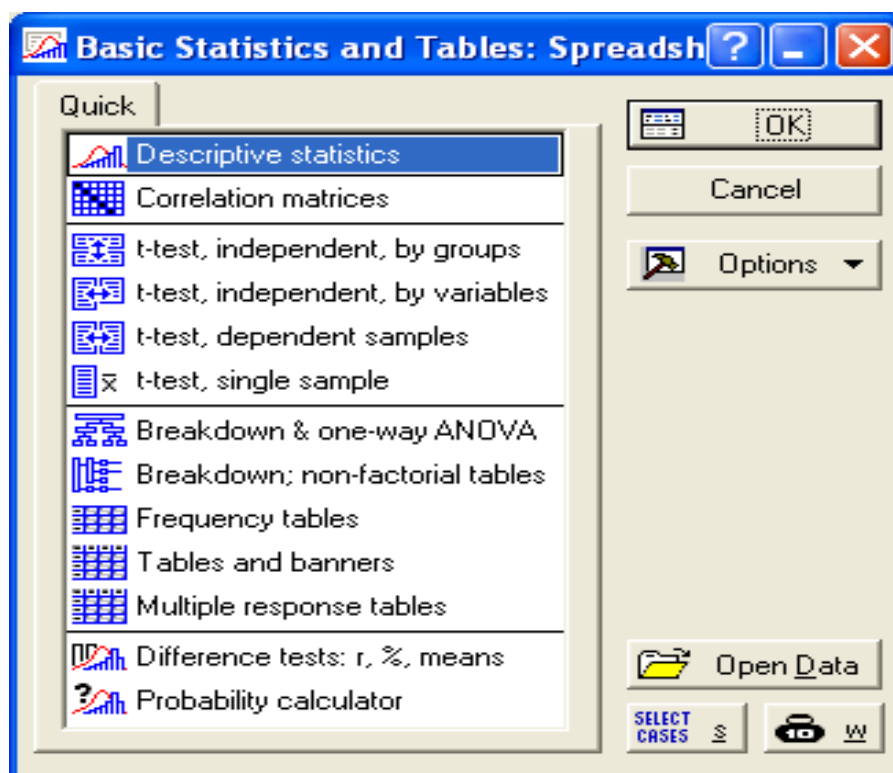 Basic Statistics and Tables: Spreadsh
Quick
Descriptive statistics
Correlation matrices
t-test, independent, by groups
t-test, independent, by variables
t-test, dependent samples
t-test, single sample
Breakdown & one-way ANOVA
Breakdown; non-factorial tables
Frequency tables
Tables and banners
Multiple response tables
Difference tests: r, %, means
Probability calculator
OK
Cancel
Options
Open Data
SELECT
CASES S
W